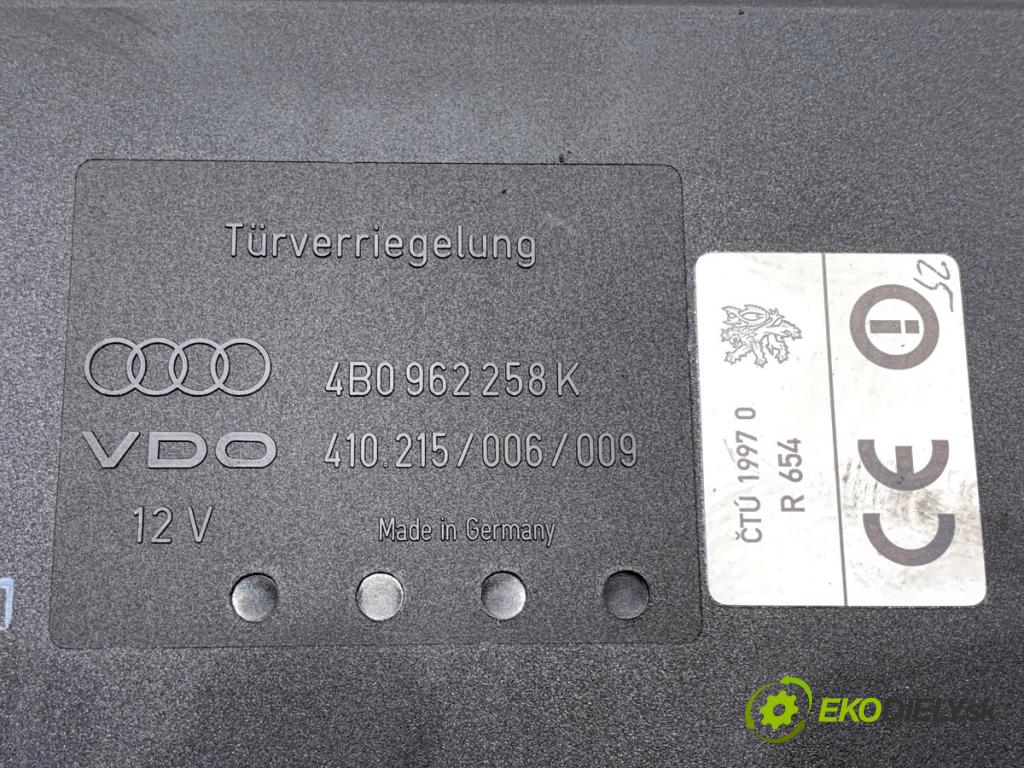 Türverriegelung
4B0 962 258 K
VDO
410.215/006/009
12 V
Made in Germany
ČTÚ 1997 0
R 654
CE
i
25
EKODIELY.SK